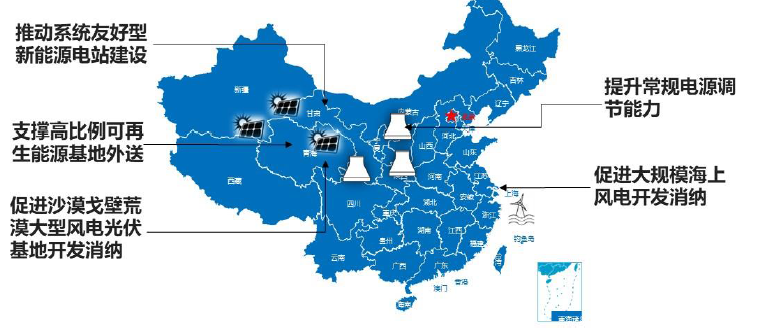 推动系统友好型
新能源电站建设
支撑高比例可再
生能源基地外送
促进沙漠戈壁荒
漠大型风电光伏
基地开发消纳
提升常规电源调
节能力
促进大规模海上
风电开发消纳
黑龙江
吉林
辽宁
新疆
甘肃
内蒙古
河北
山西
山东
青海
西藏
河南
江苏
上海
安徽
四川
湖北
浙江
重庆
湖南
江西
贵州
福建
钓鱼岛
云南
广西
广东
香港
澳门
海南